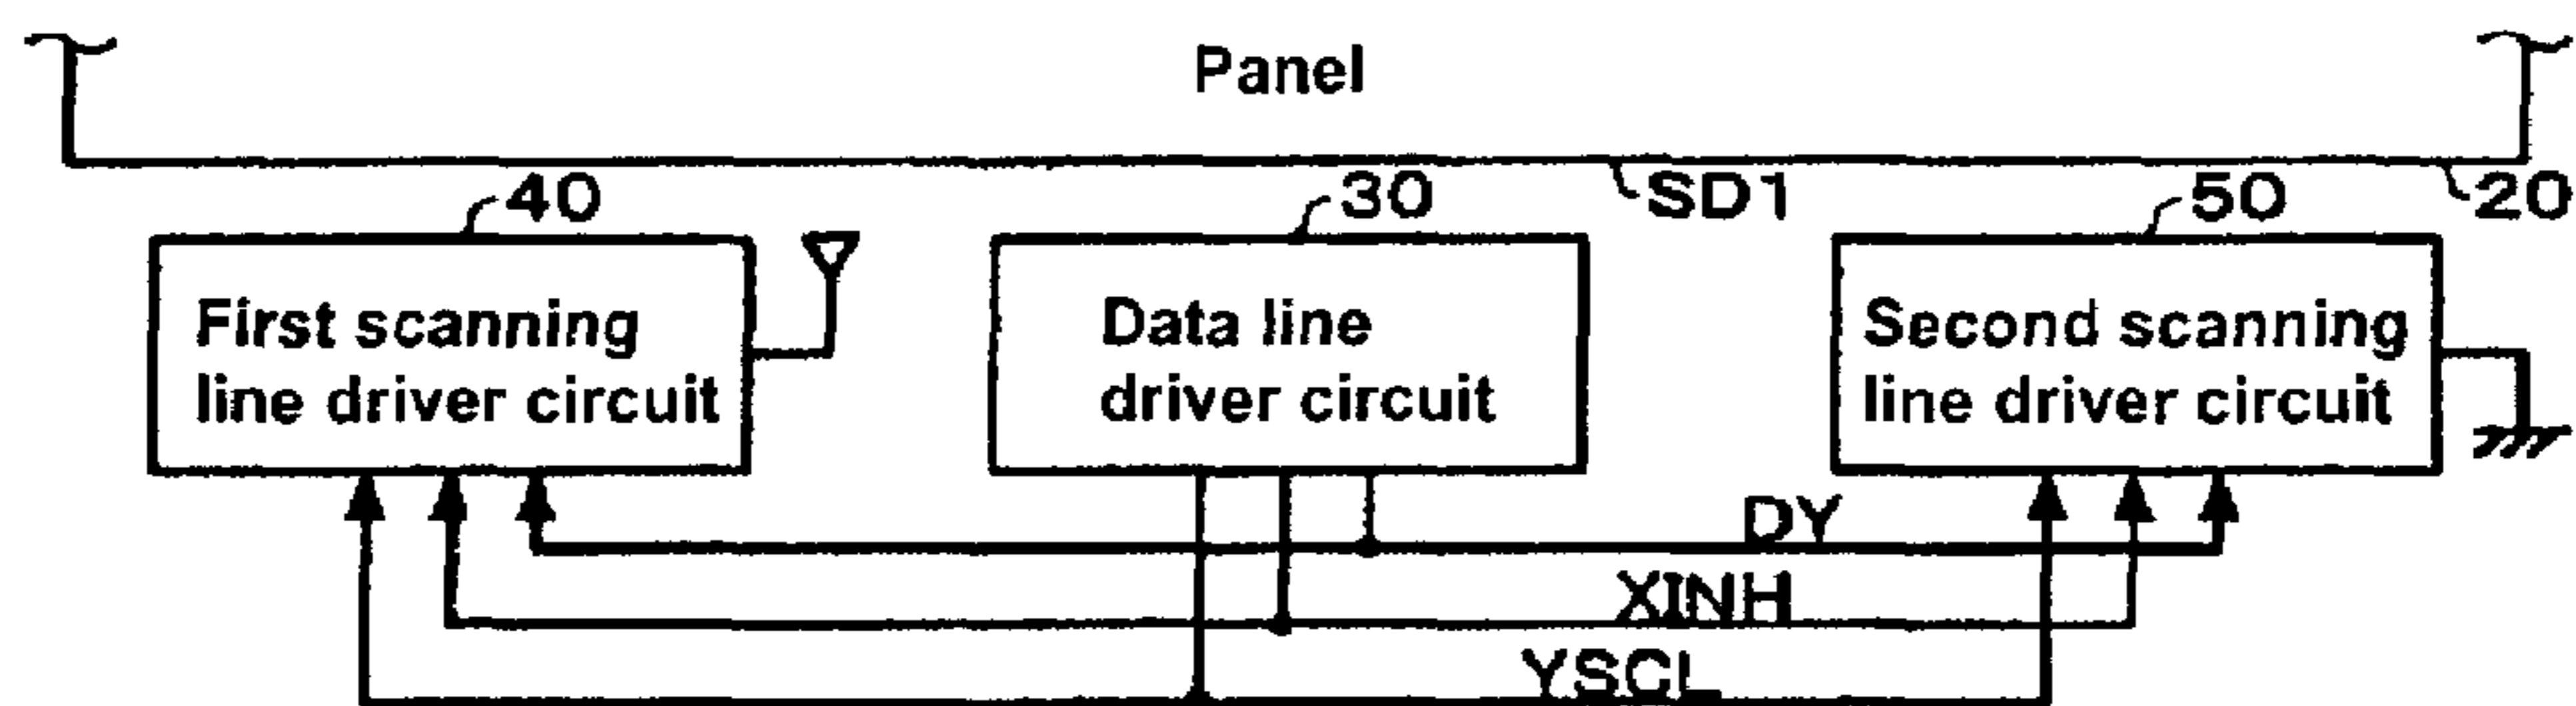 Panel
40
30
SD1
50
20
First scanning
line driver circuit
Data line
driver circuit
Second scanning
line driver circuit
DY
XINH
YSCL